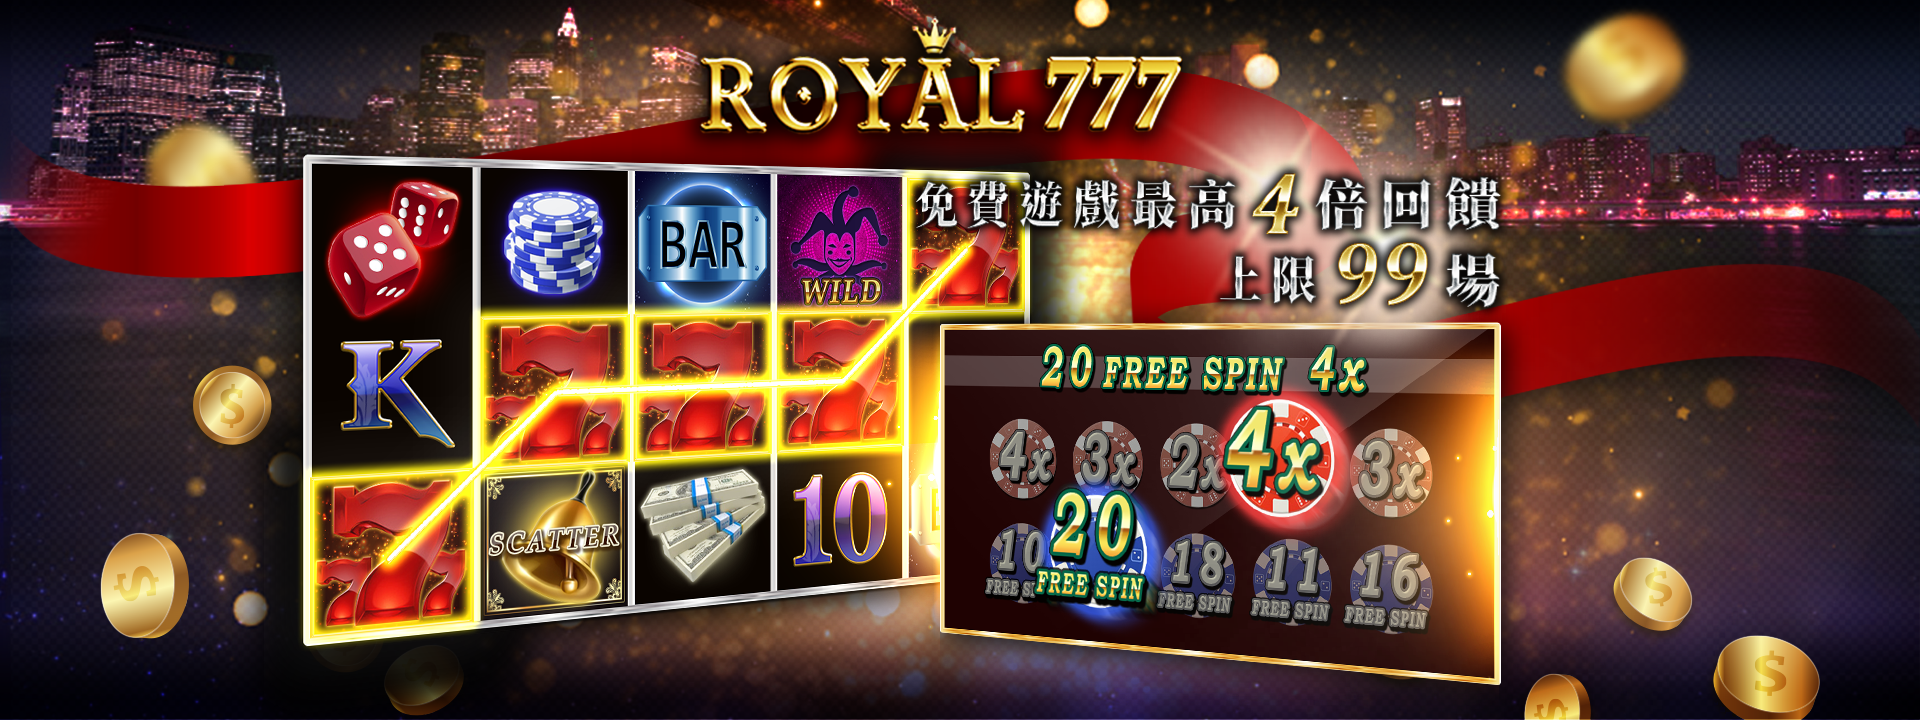 ROYAL 777
免費遊戲最高4倍回饋
上限99場
BAR
WILD
K
SCATTER
10
20 FREE SPIN 4x
4x 3x 2x 4x 3x
10 20 18 11 16
FREE SPIN FREE SPIN FREE SPIN FREE SPIN